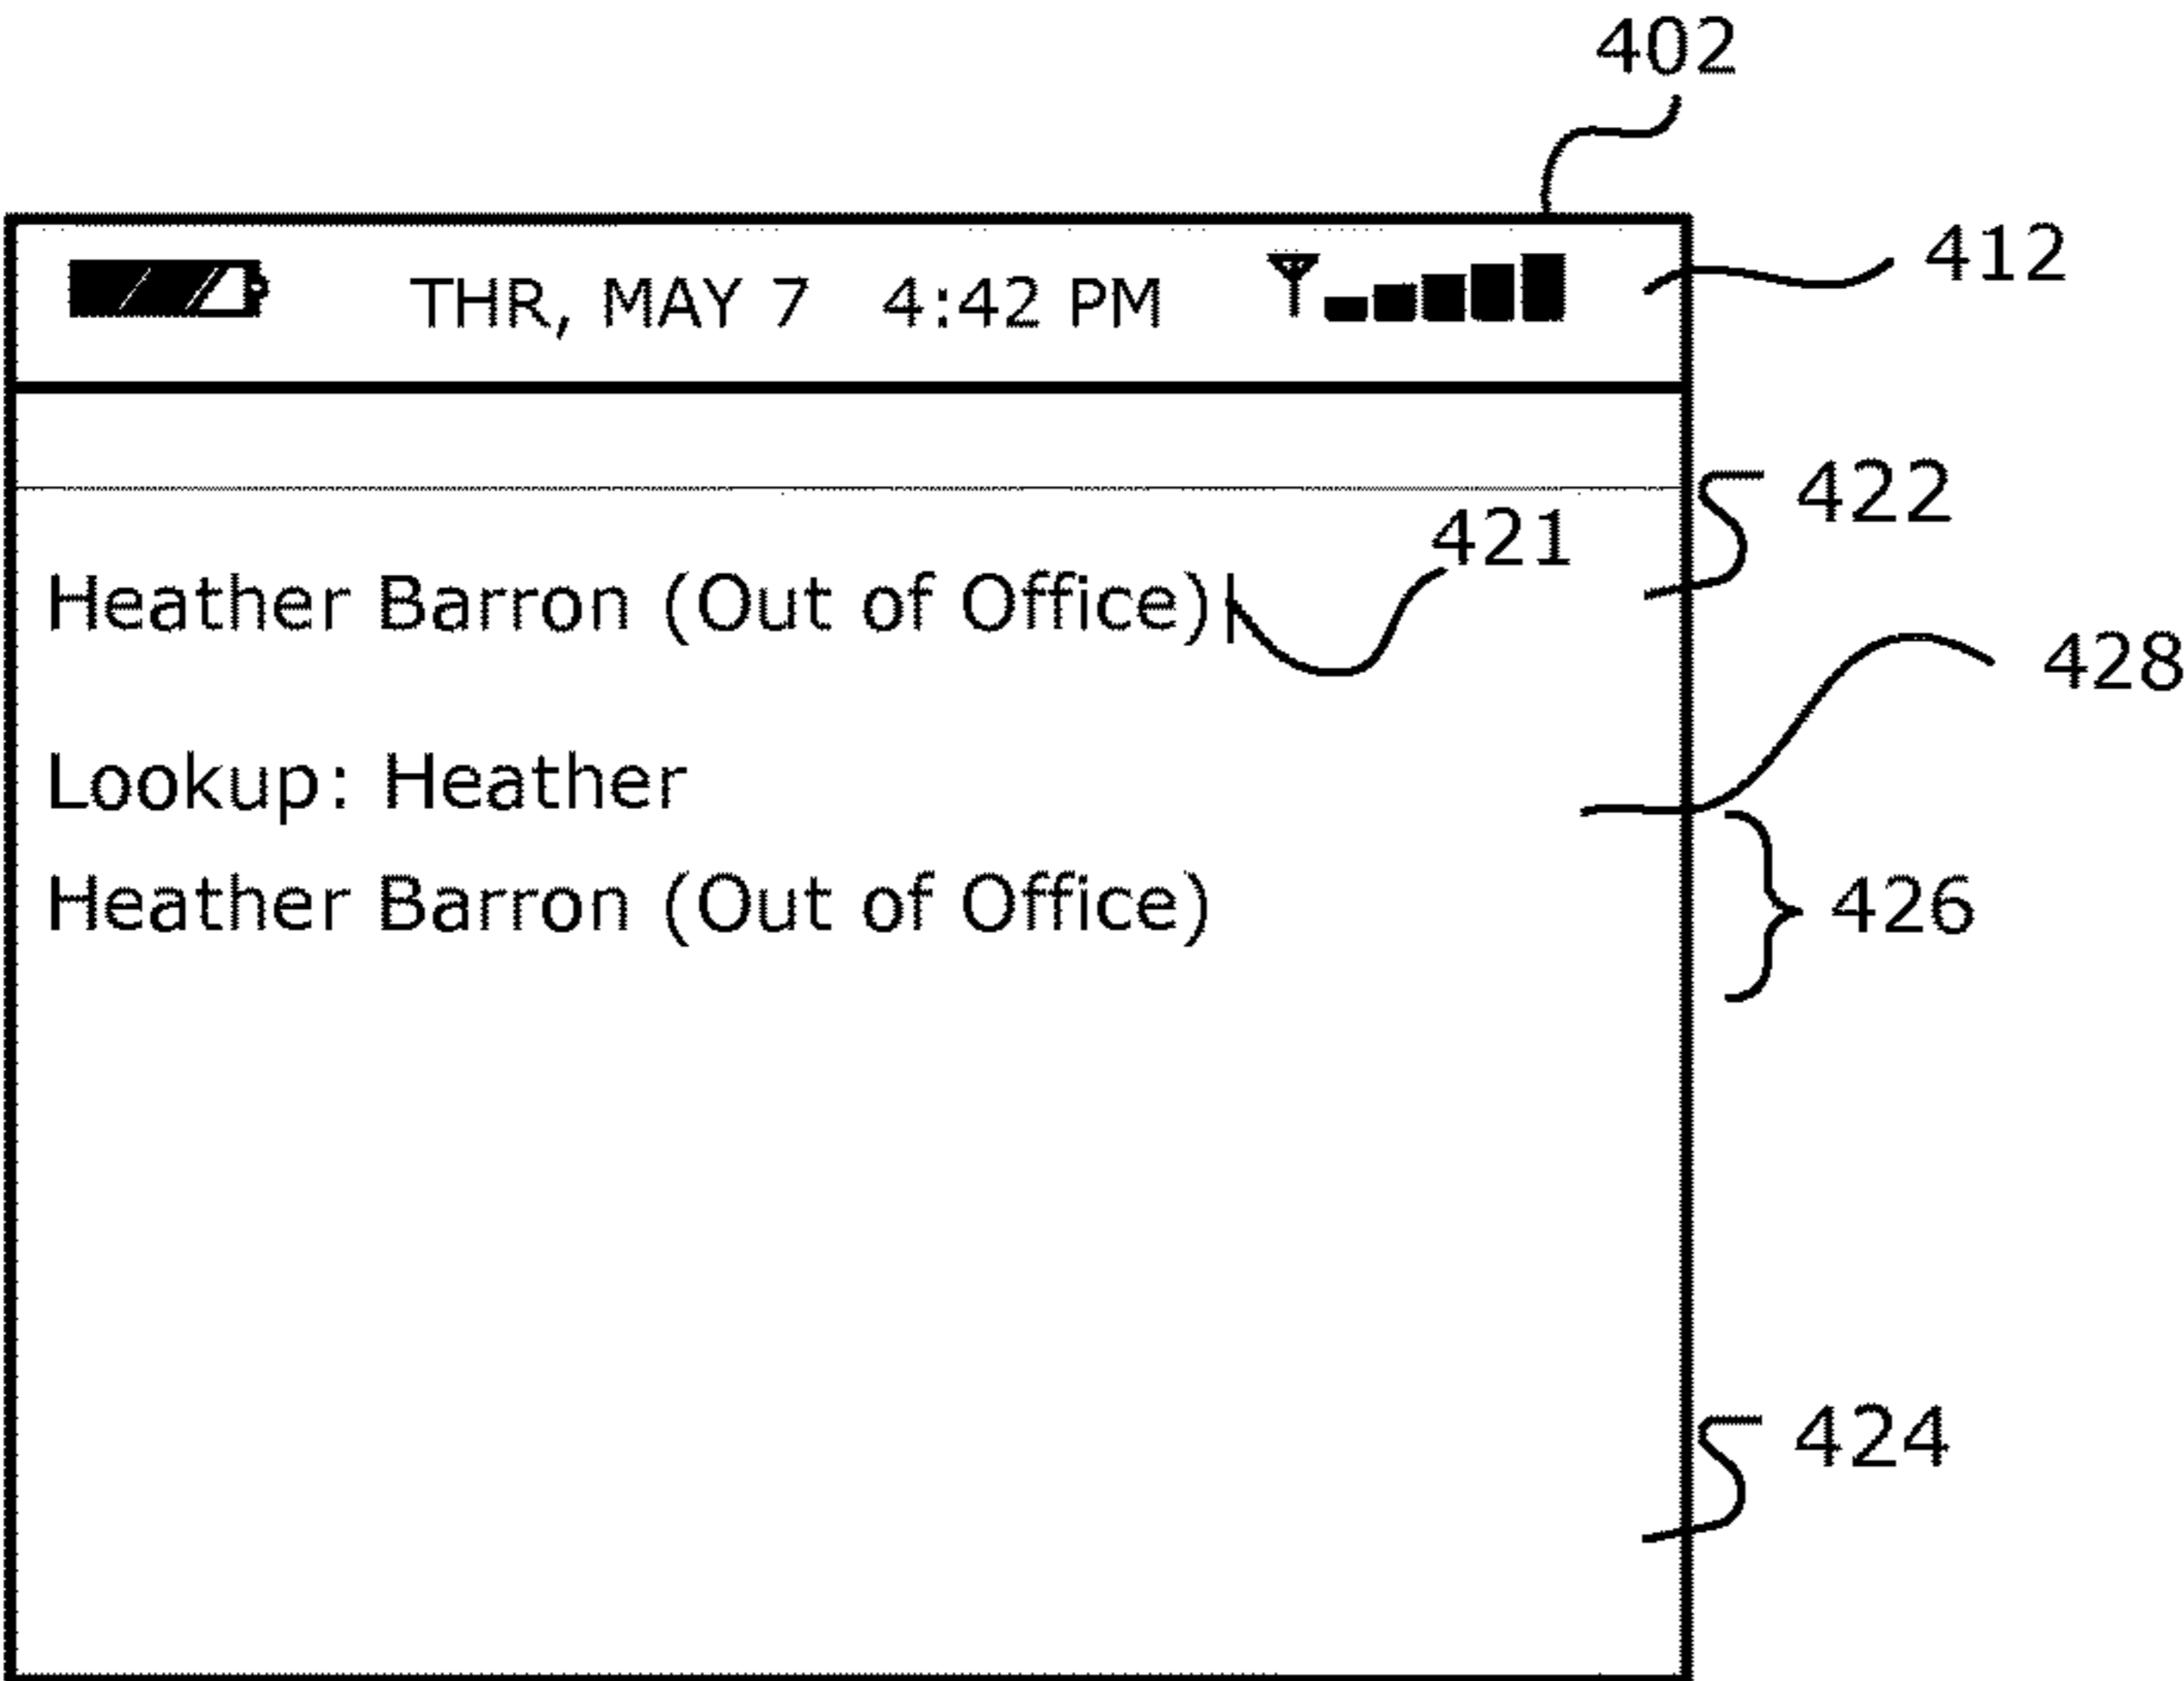 402
412
THR, MAY 7 4:42 PM
422
421
Heather Barron (Out of Office)
428
Lookup: Heather
426
Heather Barron (Out of Office)
424